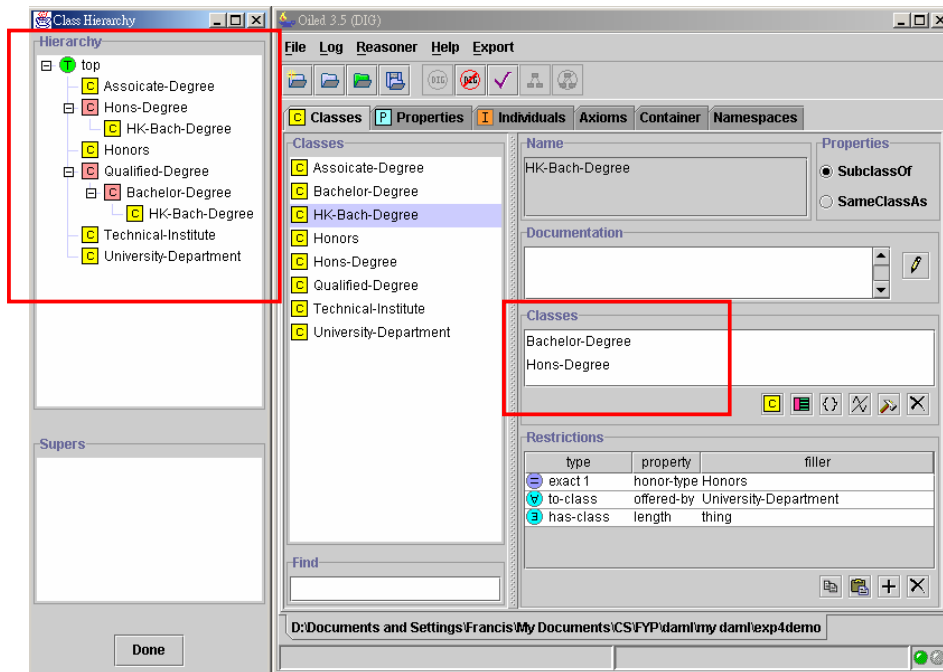 Class Hierarchy
Hierarchy
T top
C Assoicate-Degree
C Hons-Degree
C HK-Bach-Degree
C Honors
C Qualified-Degree
C Bachelor-Degree
C HK-Bach-Degree
C Technical-Institute
C University-Department
Supers
Done
Oiled 3.5 (DIG)
File Log Reasoner Help Export
DIG DIG
C Classes P Properties I Individuals Axioms Container Namespaces
Classes
C Assoicate-Degree
C Bachelor-Degree
C HK-Bach-Degree
C Honors
C Hons-Degree
C Qualified-Degree
C Technical-Institute
C University-Department
Find
Name
HK-Bach-Degree
Properties
SubclassOf
SameClassAs
Documentation
Classes
Bachelor-Degree
Hons-Degree
C {}
Restrictions
type property filler
= exact 1 honor-type Honors
∀ to-class offered-by University-Department
∃ has-class length thing
D:\Documents and Settings\Francis\My Documents\CS\FYP\daml\my daml\exp4demo